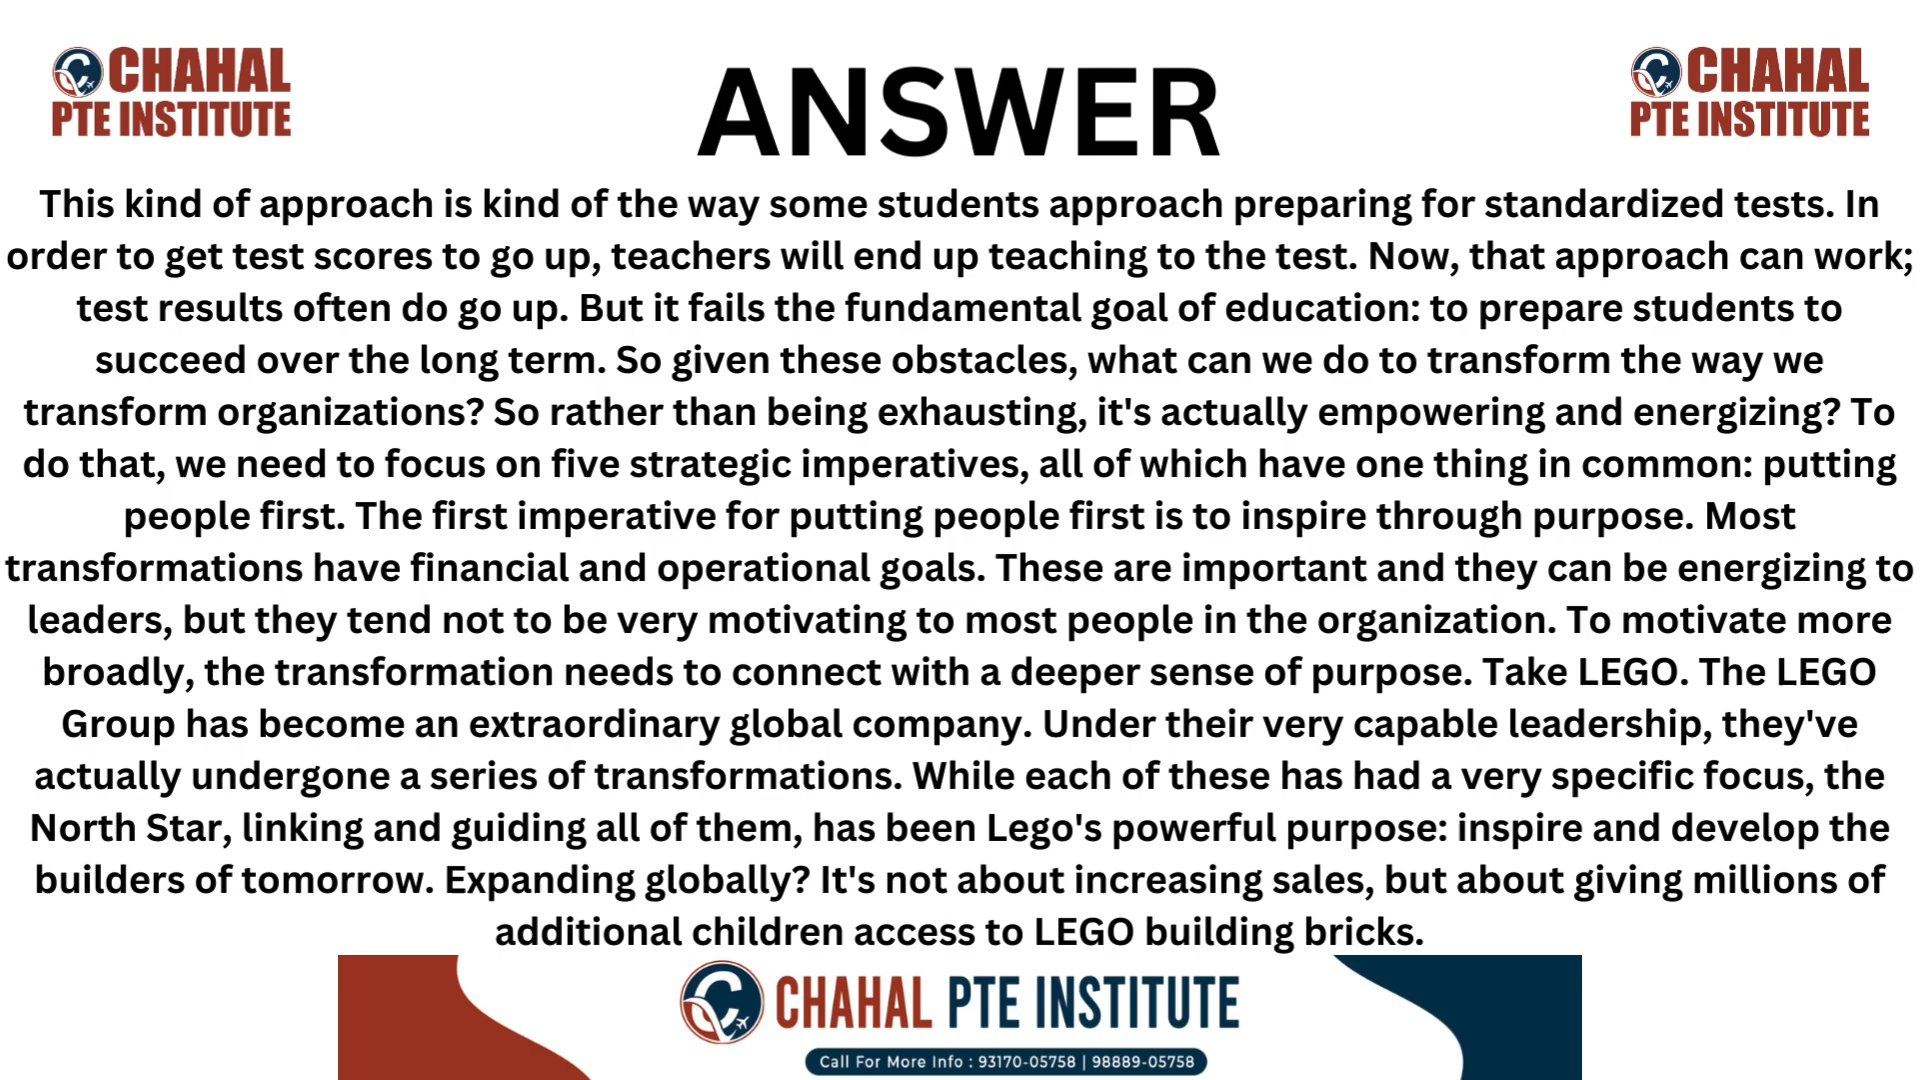 CHAHAL
PTE INSTITUTE
ANSWER
CHAHAL
PTE INSTITUTE
This kind of approach is kind of the way some students approach preparing for standardized tests. In
order to get test scores to go up, teachers will end up teaching to the test. Now, that approach can work;
test results often do go up. But it fails the fundamental goal of education: to prepare students to
succeed over the long term. So given these obstacles, what can we do to transform the way we
transform organizations? So rather than being exhausting, it's actually empowering and energizing? To
do that, we need to focus on five strategic imperatives, all of which have one thing in common: putting
people first. The first imperative for putting people first is to inspire through purpose. Most
transformations have financial and operational goals. These are important and they can be energizing to
leaders, but they tend not to be very motivating to most people in the organization. To motivate more
broadly, the transformation needs to connect with a deeper sense of purpose. Take LEGO. The LEGO
Group has become an extraordinary global company. Under their very capable leadership, they've
actually undergone a series of transformations. While each of these has had a very specific focus, the
North Star, linking and guiding all of them, has been Lego's powerful purpose: inspire and develop the
builders of tomorrow. Expanding globally? It's not about increasing sales, but about giving millions of
additional children access to LEGO building bricks.
CHAHAL PTE INSTITUTE
Call For More Info : 93170-05758 | 98889-05758